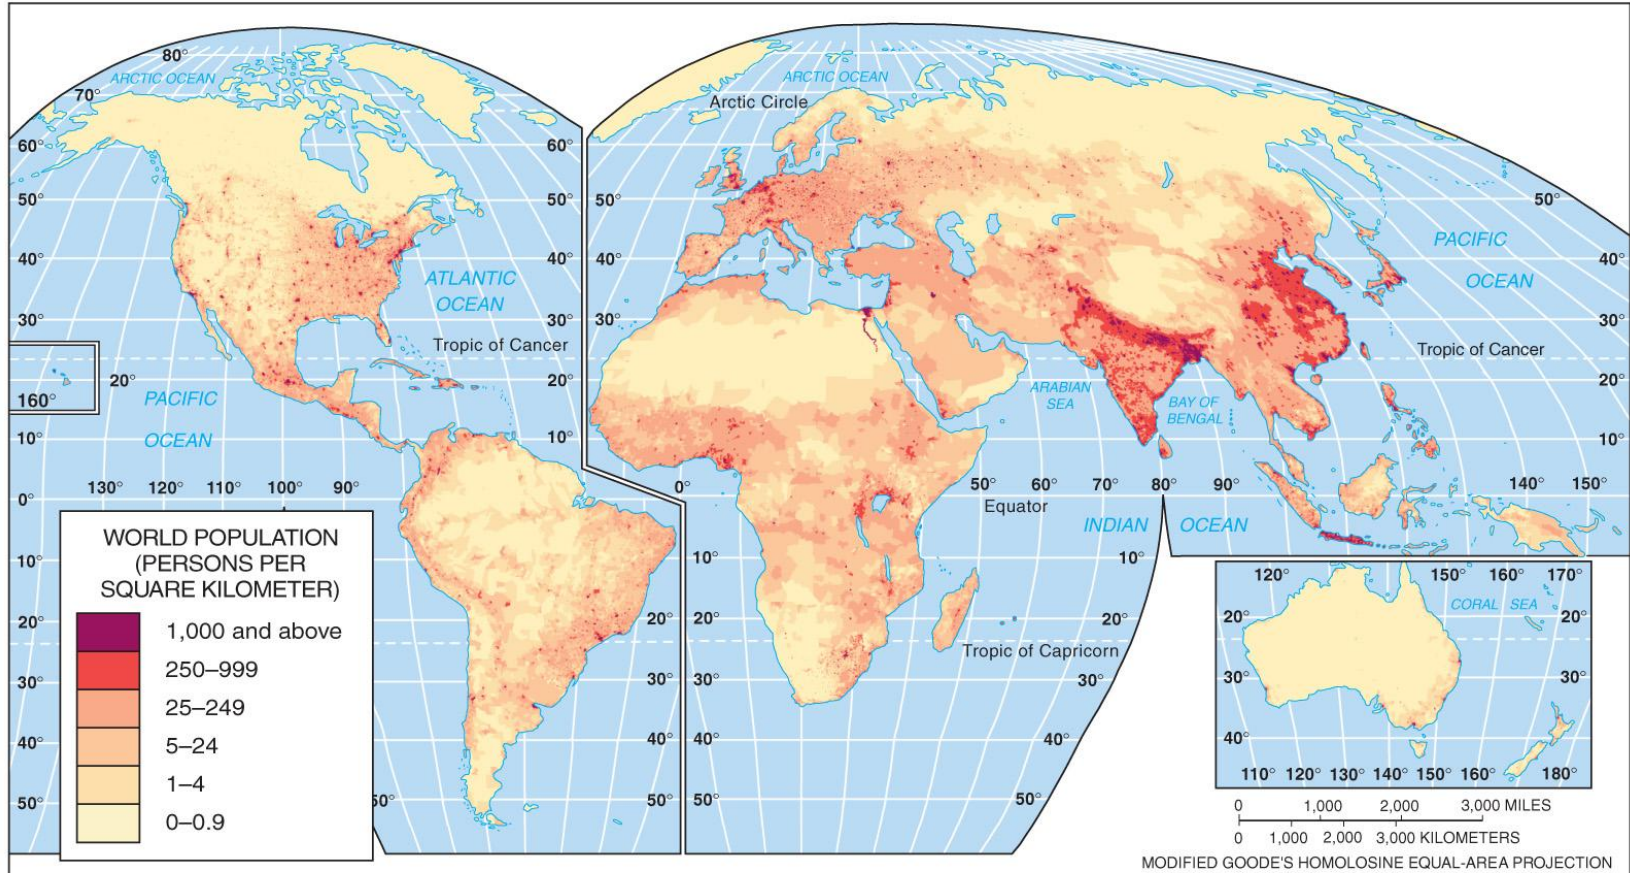 80°
ARCTIC OCEAN
70°
60°
60°
50°
50°
40°
40°
ATLANTIC
OCEAN
30°
30°
Tropic of Cancer
20°
160°
PACIFIC
OCEAN
10°
10°
130° 120° 110° 100° 90°
0°
10°
20°
20°
30°
30°
40°
40°
50°
50°
50°
WORLD POPULATION
(PERSONS PER
SQUARE KILOMETER)
1,000 and above
250–999
25–249
5–24
1–4
0–0.9
ARCTIC OCEAN
Arctic Circle
60°
50°
50°
40°
40°
PACIFIC
OCEAN
30°
30°
Tropic of Cancer
20°
20°
ARABIAN
SEA
BAY OF
BENGAL
10°
10°
0°
50° 60° 70° 80° 90°
140° 150°
Equator
INDIAN OCEAN
10°
10°
20°
20°
Tropic of Capricorn
30°
30°
40°
40°
50°
50°
120° 130° 140° 150° 160° 170°
CORAL SEA
20°
20°
30°
30°
40°
40°
110° 120° 130° 140° 150° 160° 180°
0 1,000 2,000 3,000 MILES
0 1,000 2,000 3,000 KILOMETERS
MODIFIED GOODE'S HOMOLOSINE EQUAL-AREA PROJECTION